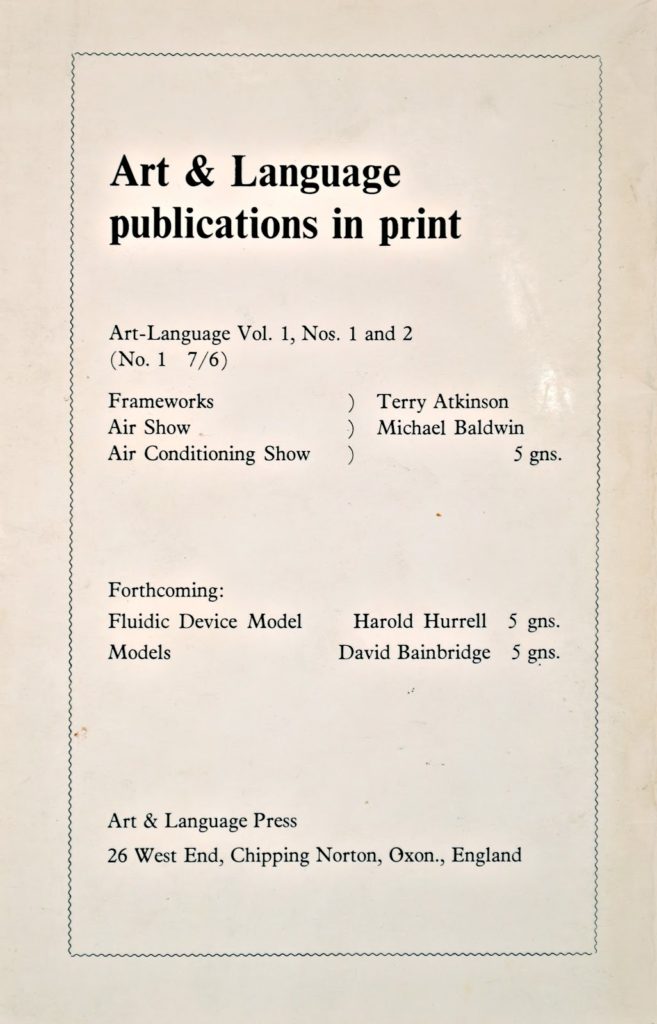 Art & Language
publications in print
Art-Language Vol. 1, Nos. 1 and 2
(No. 1 7/6)
Frameworks ) Terry Atkinson
Air Show ) Michael Baldwin
Air Conditioning Show ) 5 gns.
Forthcoming:
Fluidic Device Model Harold Hurrell 5 gns.
Models David Bainbridge 5 gns.
Art & Language Press
26 West End, Chipping Norton, Oxon., England